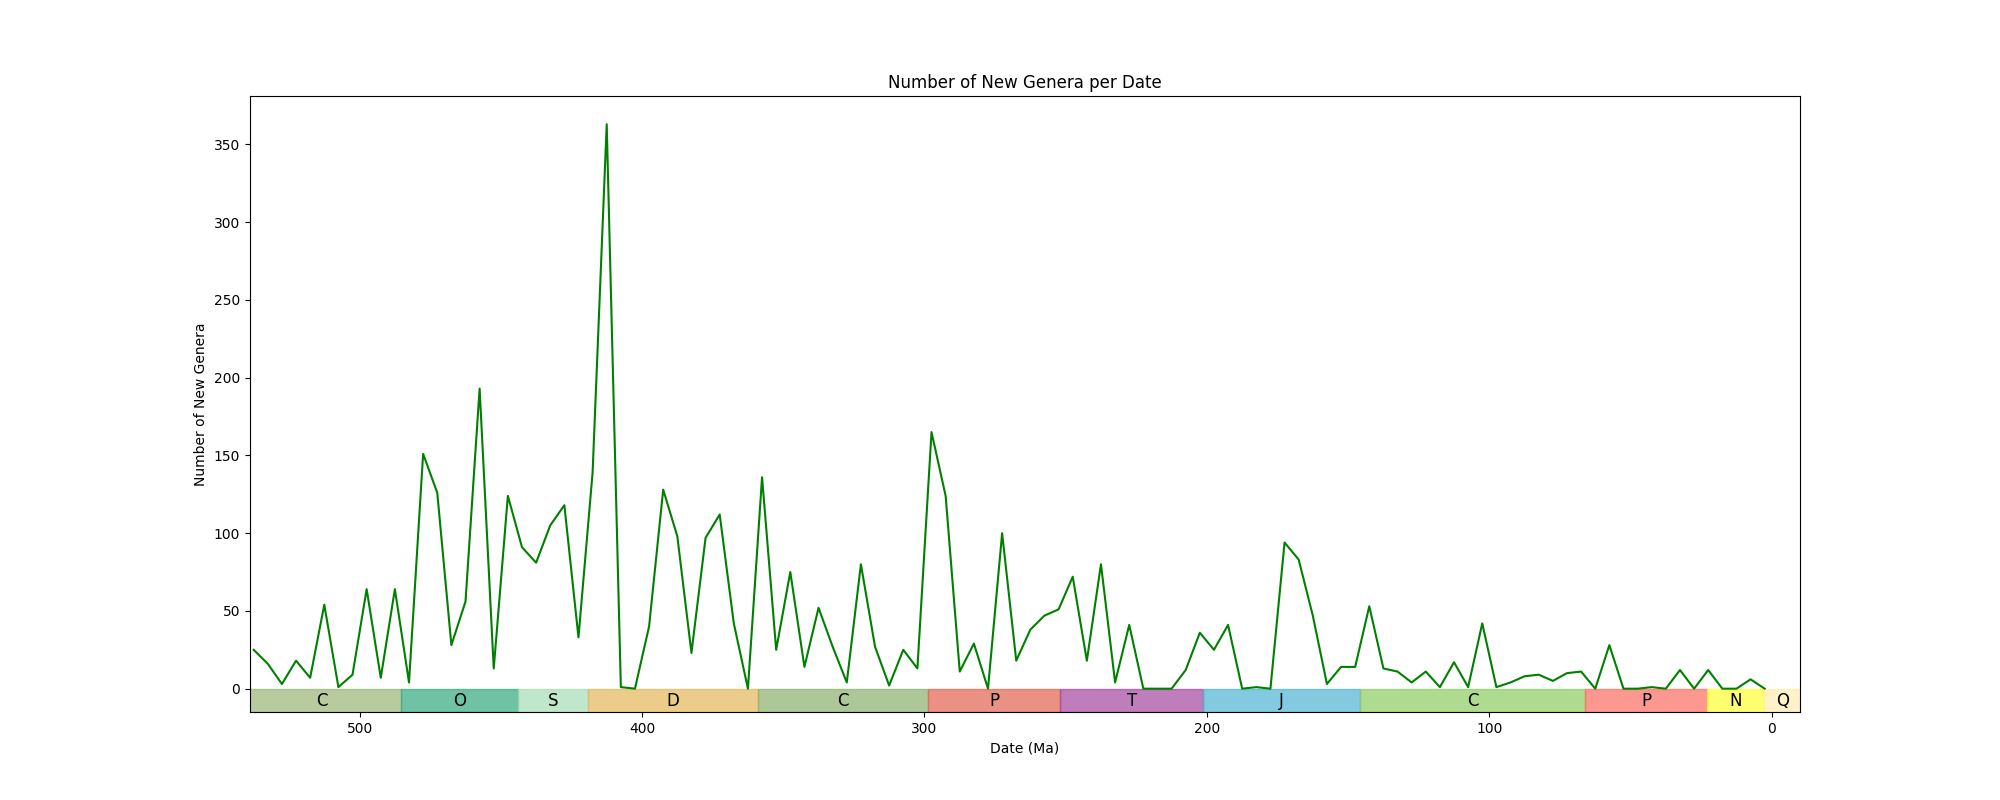 Number of New Genera per Date
Number of New Genera
350
300
250
200
150
100
50
0
C O S D C P T J C P N Q
500 400 300 200 100 0
Date (Ma)